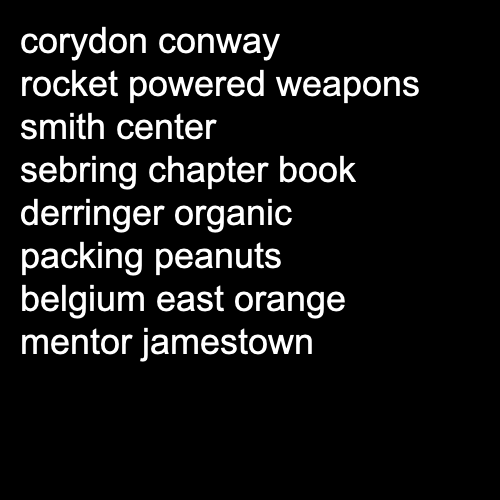 corydon conway
rocket powered weapons
smith center
sebring chapter book
derringer organic
packing peanuts
belgium east orange
mentor jamestown